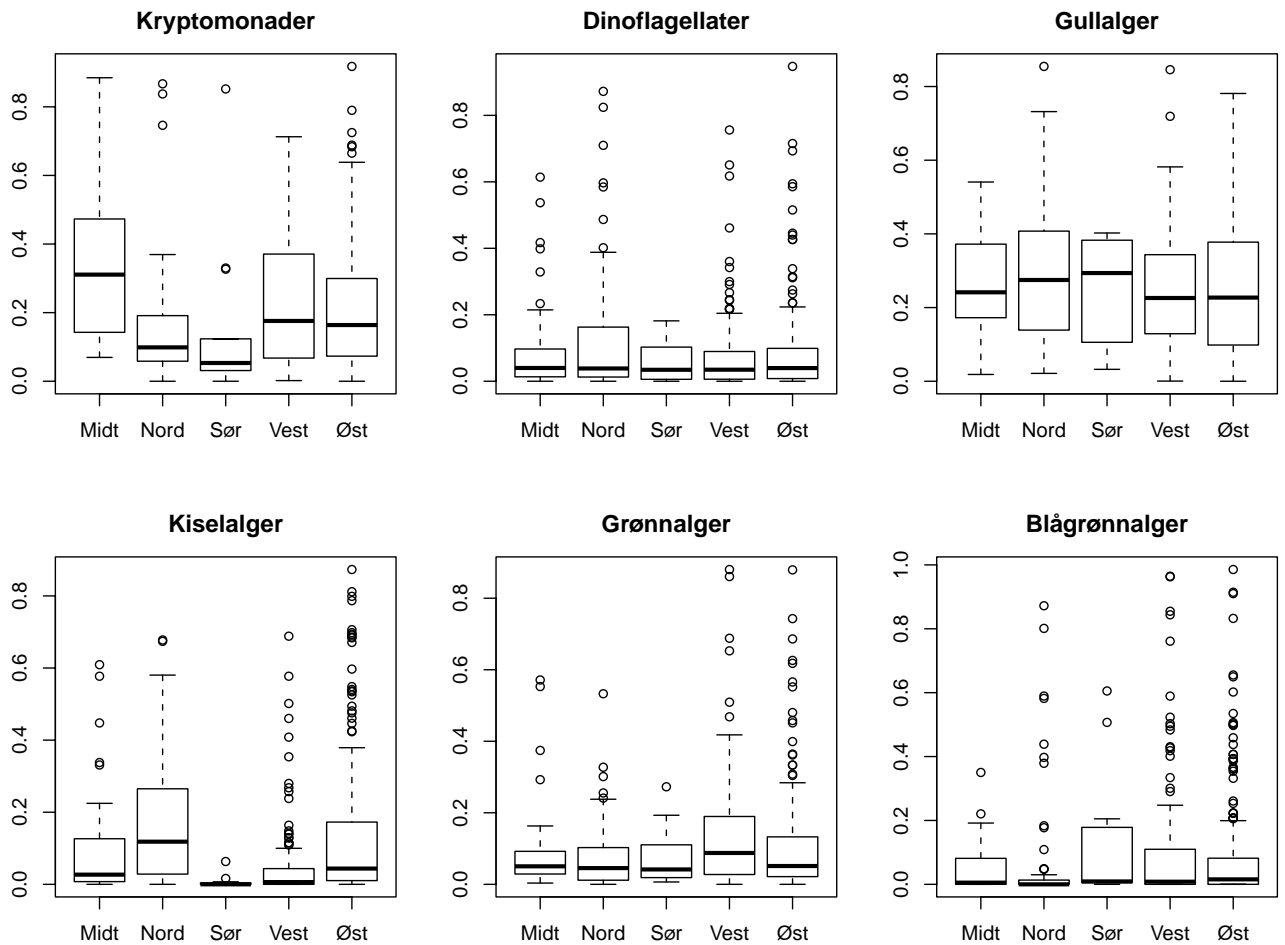 Kryptomonader
0.0 0.2 0.4 0.6 0.8
Midt Nord Sør Vest Øst
Dinoflagellater
0.0 0.2 0.4 0.6 0.8
Midt Nord Sør Vest Øst
Gullalger
0.0 0.2 0.4 0.6 0.8
Midt Nord Sør Vest Øst
Kiselalger
0.0 0.2 0.4 0.6 0.8
Midt Nord Sør Vest Øst
Grønnalger
0.0 0.2 0.4 0.6 0.8
Midt Nord Sør Vest Øst
Blågrønnalger
0.0 0.2 0.4 0.6 0.8 1.0
Midt Nord Sør Vest Øst